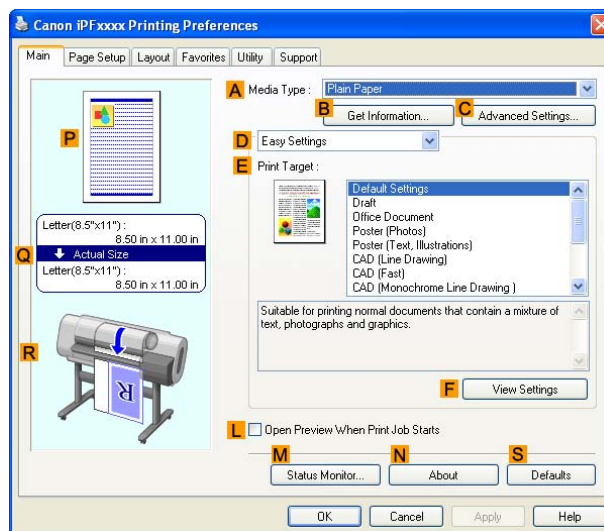 Canon iPFxxxx Printing Preferences
Main
Page Setup
Layout
Favorites
Utility
Support
A Media Type : Plain Paper
B Get Information...
C Advanced Settings...
D Easy Settings
E Print Target :
Default Settings
Draft
Office Document
Poster (Photos)
Poster (Text, Illustrations)
CAD (Line Drawing)
CAD (Fast)
CAD (Monochrome Line Drawing )
Suitable for printing normal documents that contain a mixture of
text, photographs and graphics.
F View Settings
P
Q
Letter(8.5"x11") :
8.50 in x 11.00 in
Actual Size
Letter(8.5"x11") :
8.50 in x 11.00 in
R
R
L Open Preview When Print Job Starts
M Status Monitor...
N About
S Defaults
OK
Cancel
Apply
Help